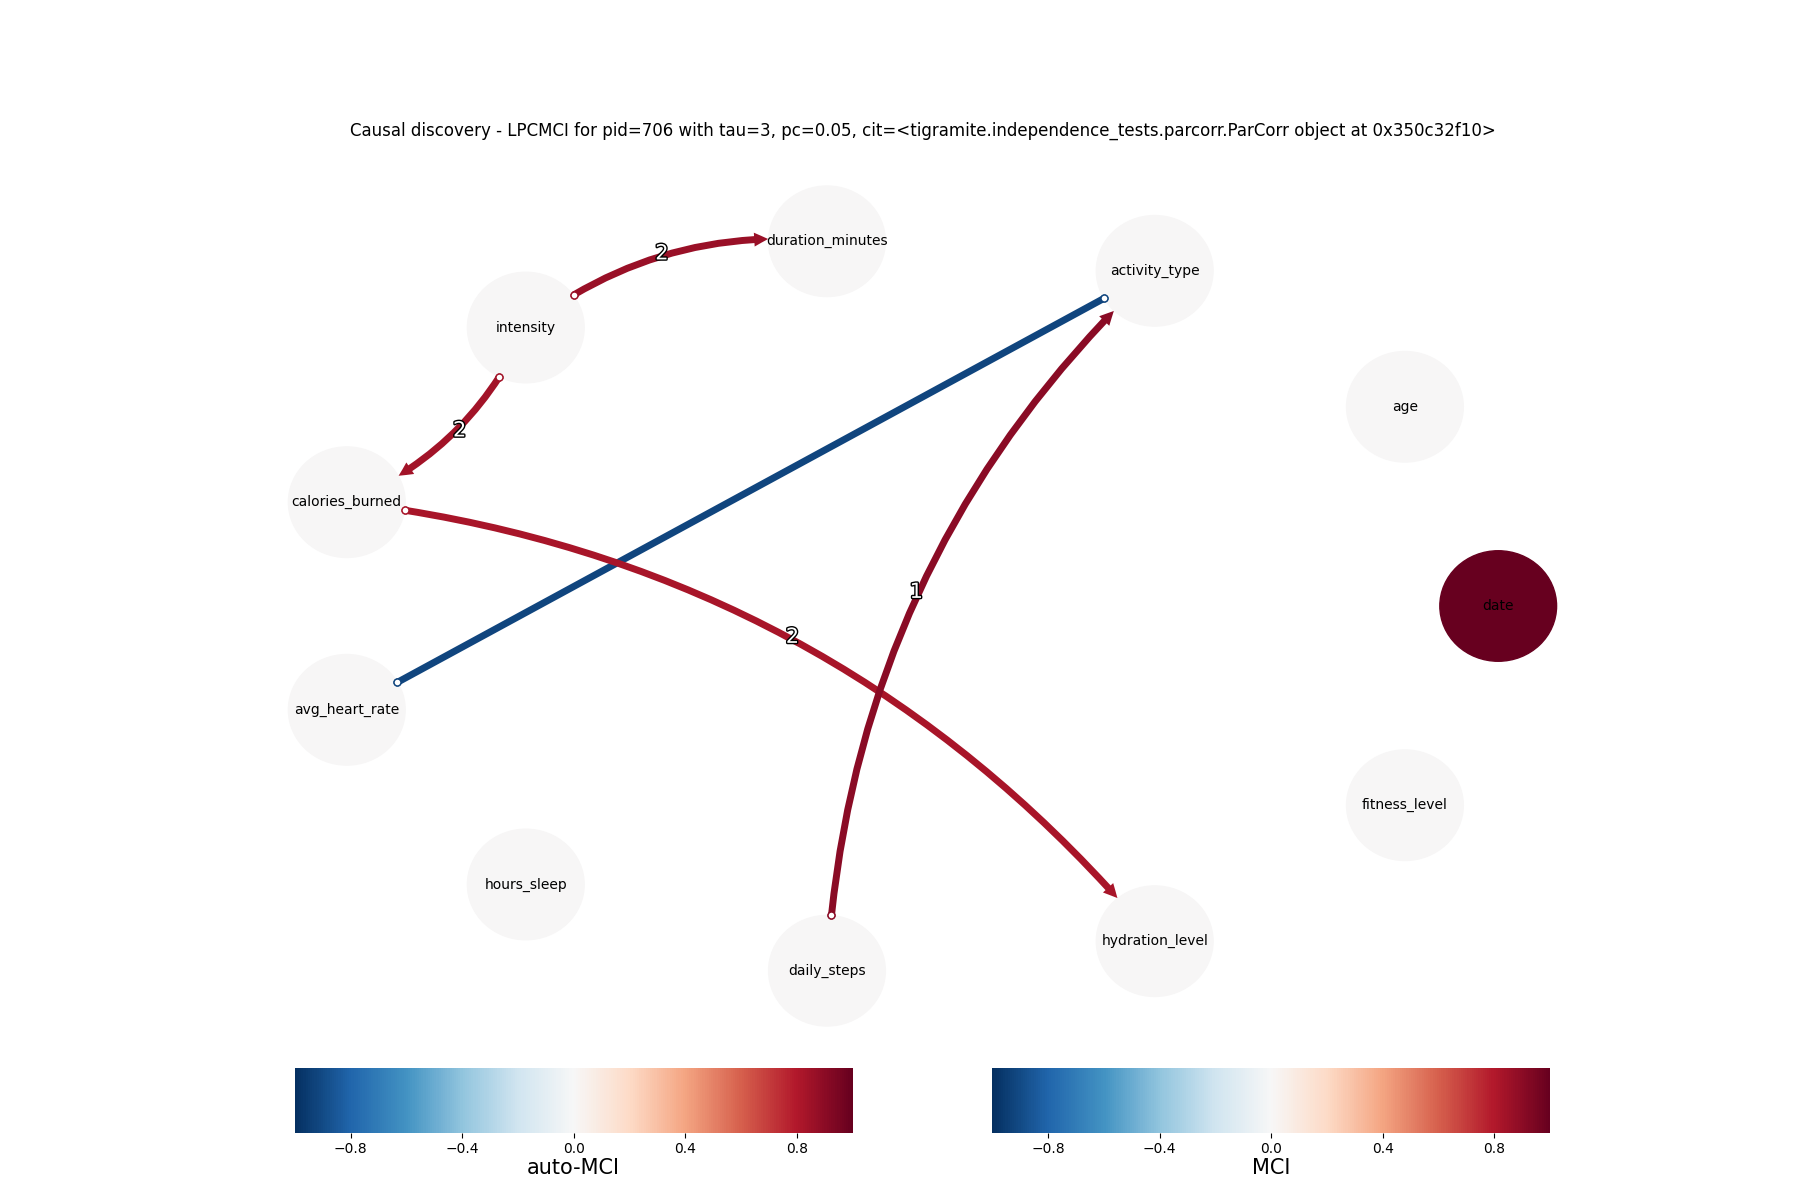 Causal discovery - LPCMCI for pid=706 with tau=3, pc=0.05, cit=<tigramite.independence_tests.parcorr.ParCorr object at 0x350c32f10>
duration_minutes
2
activity_type
intensity
age
2
calories_burned
1
date
2
avg_heart_rate
fitness_level
hours_sleep
hydration_level
daily_steps
−0.8 −0.4 0.0 0.4 0.8
auto-MCI
−0.8 −0.4 0.0 0.4 0.8
MCI